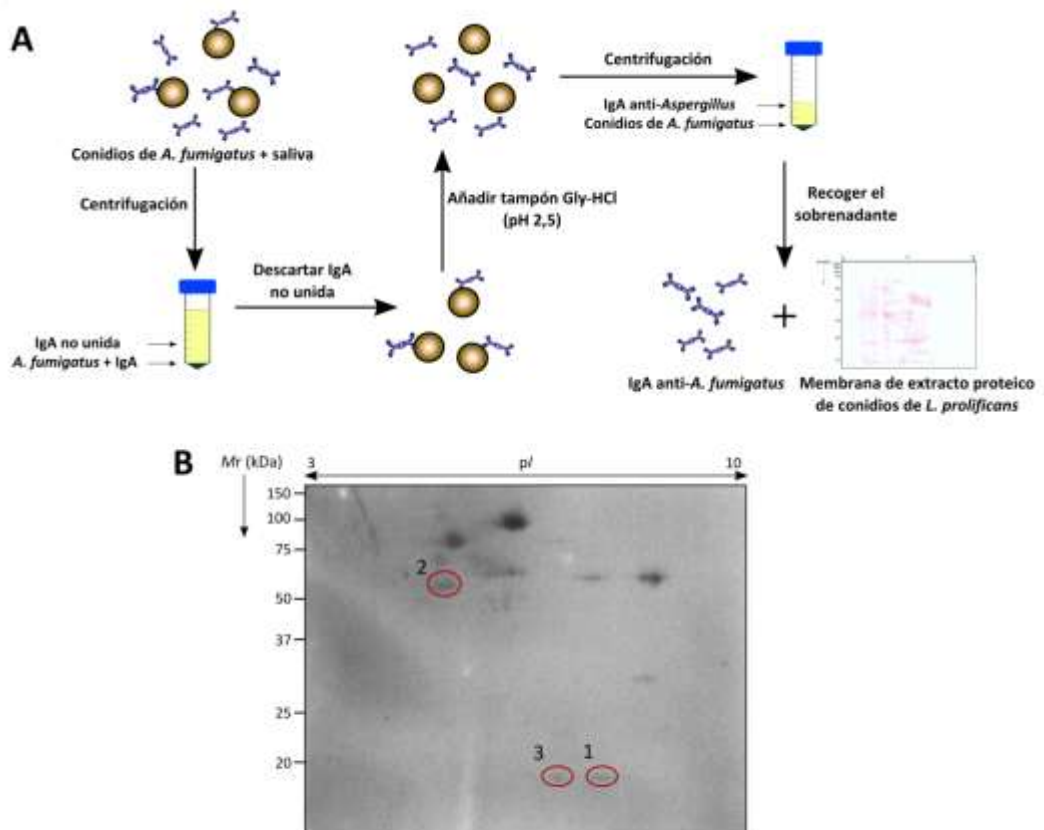 A
Conidios de A. fumigatus + saliva
Centrifugación
IgA no unida
A. fumigatus + IgA
Descartar IgA
no unida
Añadir tampón Gly-HCl
(pH 2,5)
Centrifugación
IgA anti-Aspergillus
Conidios de A. fumigatus
Recoger el
sobrenadante
+
IgA anti-A. fumigatus
Membrana de extracto proteico
de conidios de L. prolificans
B
Mr (kDa)
3 pI 10
150
100
75
2
50
37
25
3 1
20